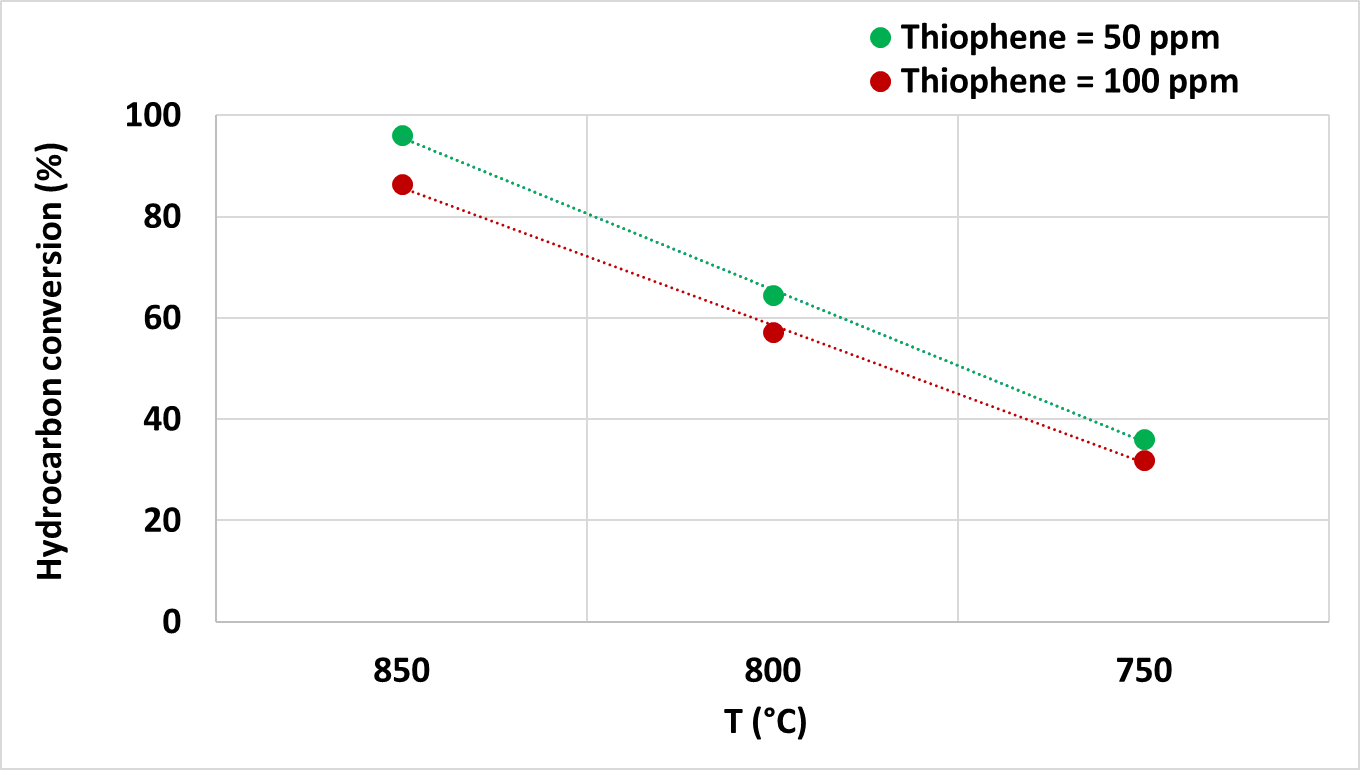 Thiophene = 50 ppm
Thiophene = 100 ppm
Hydrocarbon conversion (%)
100
80
60
40
20
0
850 800 750
T (°C)